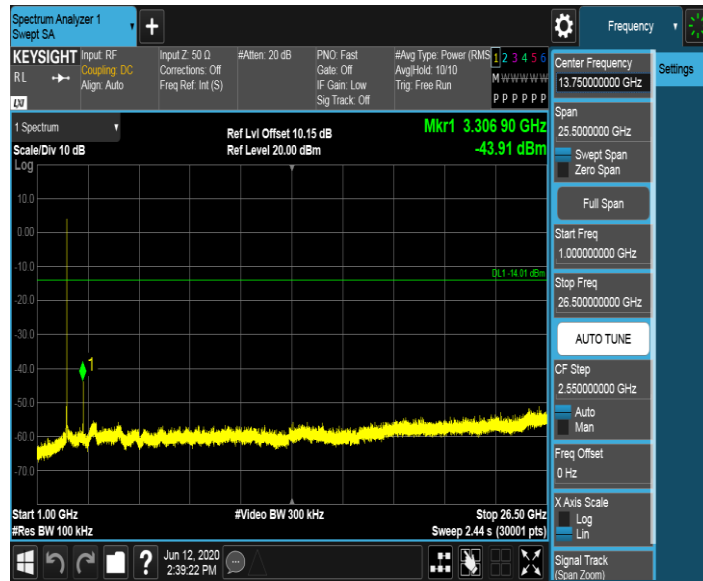 Spectrum Analyzer 1
Swept SA
Frequency
KEYSIGHT
RL
LXI
Input: RF
Coupling: DC
Align: Auto
Input Z: 50 Ω
Corrections: Off
Freq Ref: Int (S)
#Atten: 20 dB
PNO: Fast
Gate: Off
IF Gain: Low
Sig Track: Off
#Avg Type: Power (RMS
Avg|Hold: 10/10
Trig: Free Run
1 2 3 4 5 6
M W W W W W
P P P P P P
1 Spectrum
Scale/Div 10 dB
Log
Ref Lvl Offset 10.15 dB
Ref Level 20.00 dBm
Mkr1 3.306 90 GHz
-43.91 dBm
10.0
0.00
-10.0
DL1 -14.01 dBm
-20.0
-30.0
-40.0
1
-50.0
-60.0
-70.0
Start 1.00 GHz
#Res BW 100 kHz
#Video BW 300 kHz
Stop 26.50 GHz
Sweep 2.44 s (30001 pts)
Jun 12, 2020
2:39:22 PM
Center Frequency
13.750000000 GHz
Settings
Span
25.5000000 GHz
Swept Span
Zero Span
Full Span
Start Freq
1.000000000 GHz
Stop Freq
26.500000000 GHz
AUTO TUNE
CF Step
2.550000000 GHz
Auto
Man
Freq Offset
0 Hz
X Axis Scale
Log
Lin
Signal Track
(Span Zoom)